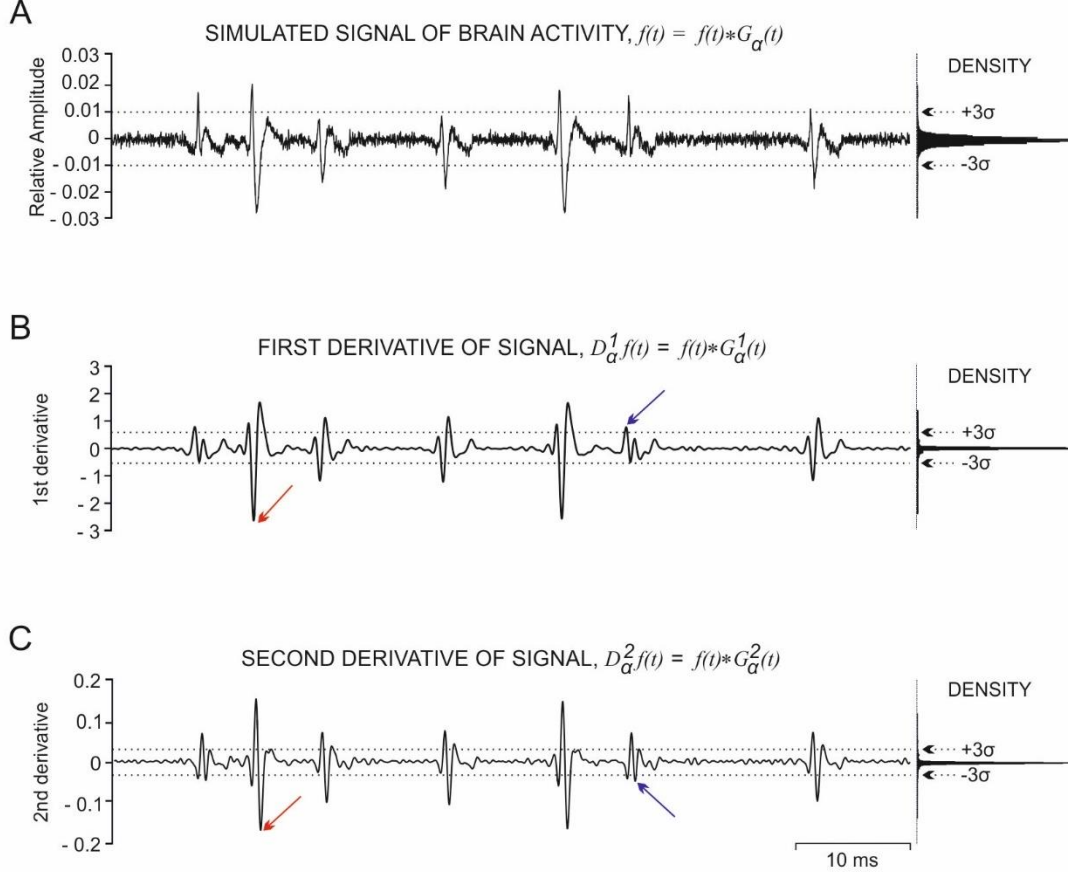 A
SIMULATED SIGNAL OF BRAIN ACTIVITY, f(t) = f(t)*Gα(t)
DENSITY
Relative Amplitude
0.03
0.02
0.01
0
- 0.01
- 0.02
- 0.03
+3σ
-3σ
B
FIRST DERIVATIVE OF SIGNAL, D¹αf(t) = f(t)*G¹α(t)
DENSITY
1st derivative
3
2
1
0
- 1
- 2
- 3
+3σ
-3σ
C
SECOND DERIVATIVE OF SIGNAL, D²αf(t) = f(t)*G²α(t)
DENSITY
2nd derivative
0.2
0.1
0
- 0.1
- 0.2
+3σ
-3σ
10 ms